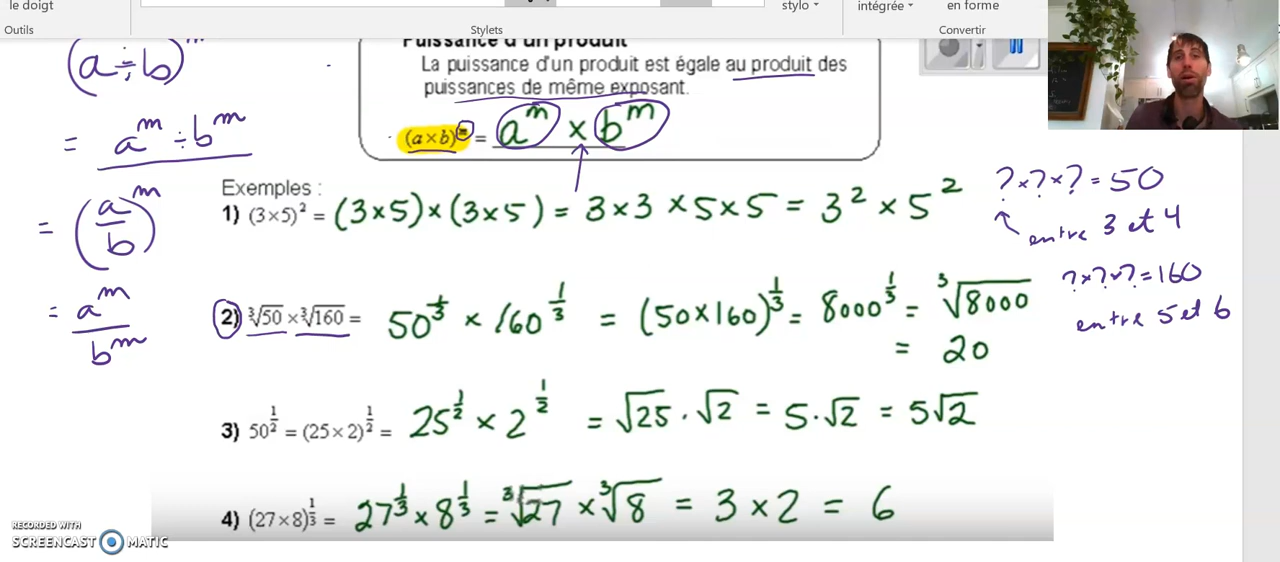 le doigt
Outils
Stylets
stylo
intégrée
en forme
Convertir
(a÷b)^m
= a^m ÷ b^m
= (a/b)^m
= a^m/b^m
Puissance d'un produit
La puissance d'un produit est égale au produit des
puissances de même exposant.
(a×b)^m = a^m × b^m
Exemples :
1) (3×5)² = (3×5)×(3×5) = 3×3×5×5 = 3²×5²
2) ∛50 ×∛160 = 50^(1/3) × 160^(1/3) = (50×160)^(1/3) = 8000^(1/3) = ∛8000
= 20
3) 50^(1/2) = (25×2)^(1/2) = 25^(1/2) × 2^(1/2) = √25 · √2 = 5·√2 = 5√2
4) (27×8)^(1/3) = 27^(1/3) × 8^(1/3) = ∛27 × ∛8 = 3 × 2 = 6
?×?×? = 50
entre 3 et 4
?×?×? = 160
entre 5 et 6
RECORDED WITH
SCREENCAST MATIC